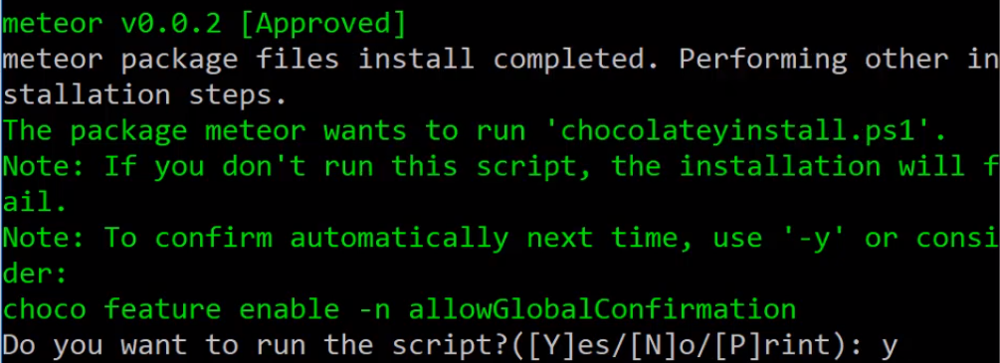 meteor v0.0.2 [Approved]
meteor package files install completed. Performing other in
stallation steps.
The package meteor wants to run 'chocolateyinstall.ps1'.
Note: If you don't run this script, the installation will f
ail.
Note: To confirm automatically next time, use '-y' or consi
der:
choco feature enable -n allowGlobalConfirmation
Do you want to run the script?([Y]es/[N]o/[P]rint): y